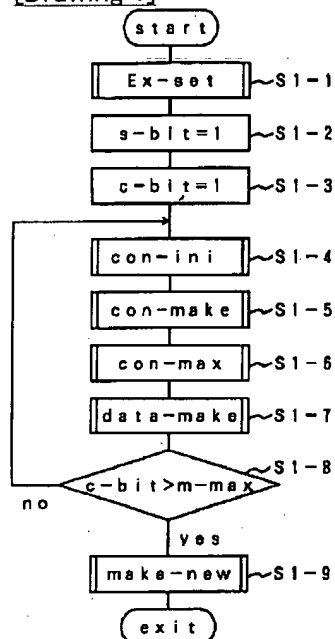 [Drawing 1]
start
Ex-set S1-1
s-bit=1 S1-2
c-bit=1 S1-3
con-ini S1-4
con-make S1-5
con-max S1-6
data-make S1-7
S1-8
c-bit>m-max
no
yes
make-new S1-9
exit